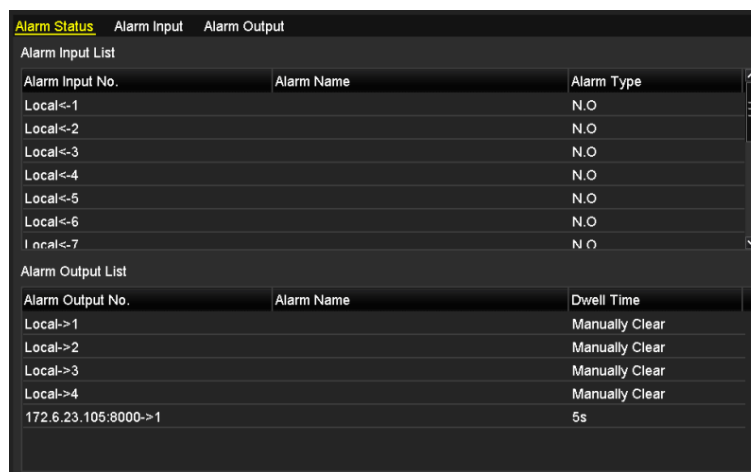 Alarm Status Alarm Input Alarm Output
Alarm Input List
Alarm Input No. Alarm Name Alarm Type
Local<-1 N.O
Local<-2 N.O
Local<-3 N.O
Local<-4 N.O
Local<-5 N.O
Local<-6 N.O
Local<-7 N.O
Alarm Output List
Alarm Output No. Alarm Name Dwell Time
Local->1 Manually Clear
Local->2 Manually Clear
Local->3 Manually Clear
Local->4 Manually Clear
172.6.23.105:8000->1 5s